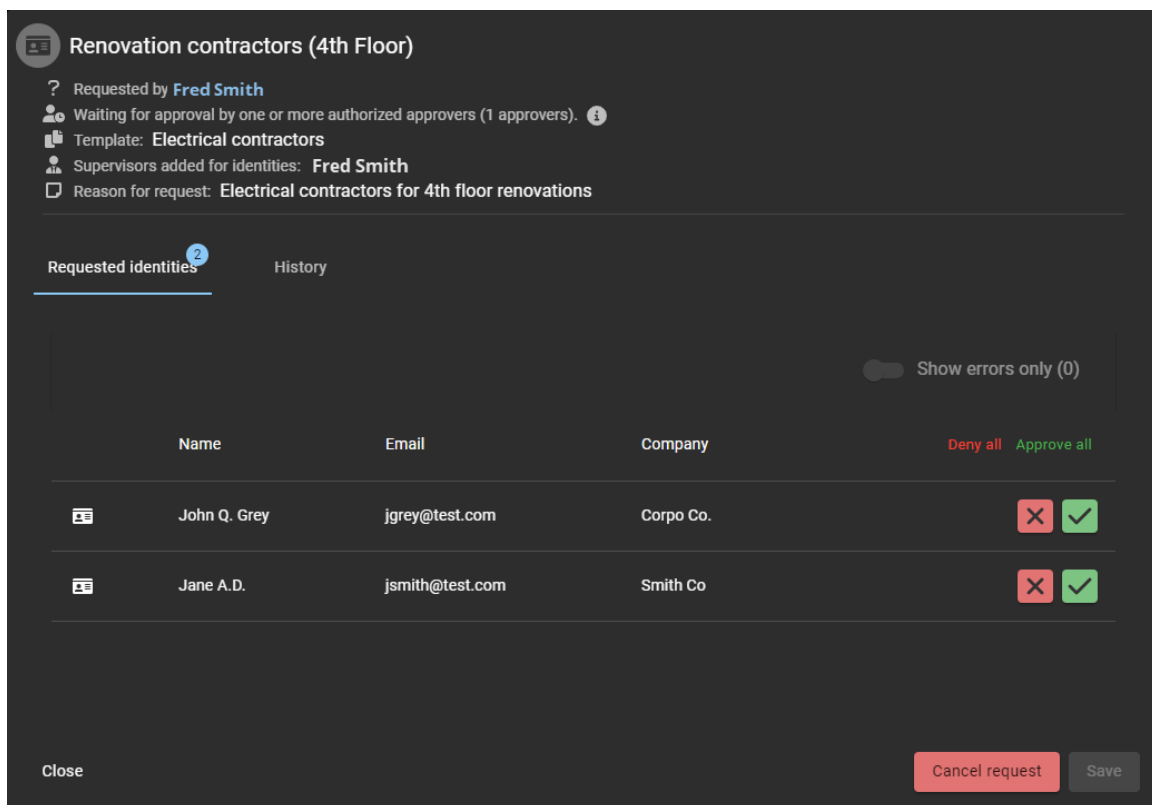 Renovation contractors (4th Floor)
Requested by Fred Smith
Waiting for approval by one or more authorized approvers (1 approvers).
Template: Electrical contractors
Supervisors added for identities: Fred Smith
Reason for request: Electrical contractors for 4th floor renovations
Requested identities 2 History
Show errors only (0)
Name Email Company Deny all Approve all
John Q. Grey jgrey@test.com Corpo Co.
Jane A.D. jsmith@test.com Smith Co
Close Cancel request Save